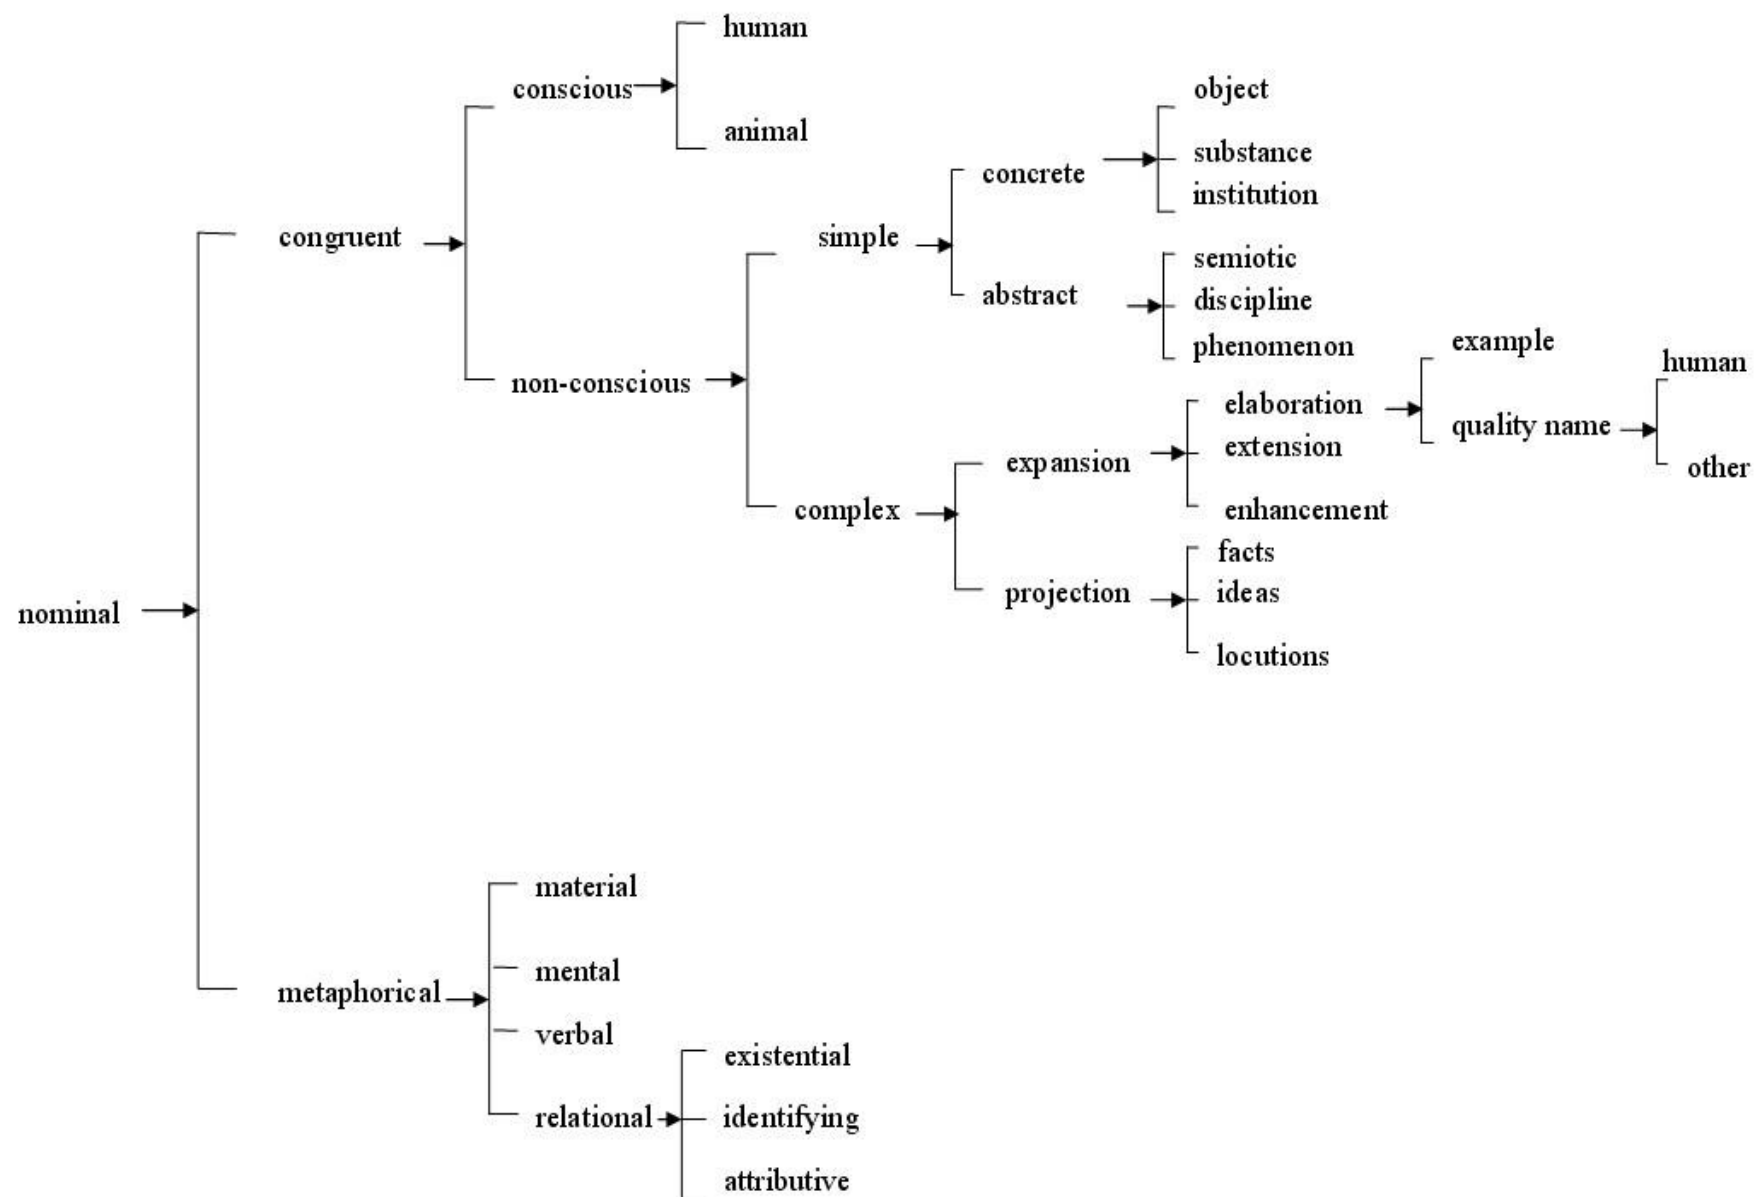 human
conscious
object
animal
substance
concrete
institution
congruent
simple
semiotic
abstract
discipline
phenomenon
example
human
non-conscious
elaboration
quality name
extension
expansion
other
complex
enhancement
facts
projection
ideas
nominal
locutions
material
mental
metaphorical
verbal
existential
relational
identifying
attributive